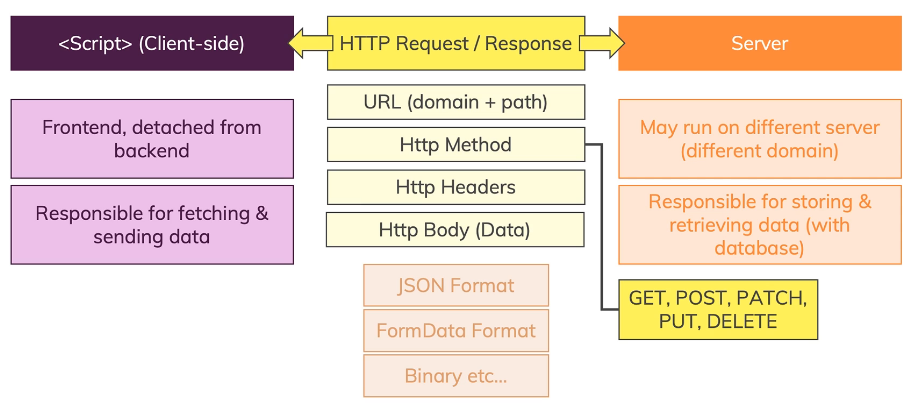 <Script> (Client-side)
HTTP Request / Response
Server
Frontend, detached from
backend
Responsible for fetching &
sending data
URL (domain + path)
Http Method
Http Headers
Http Body (Data)
JSON Format
FormData Format
Binary etc...
May run on different server
(different domain)
Responsible for storing &
retrieving data (with
database)
GET, POST, PATCH,
PUT, DELETE